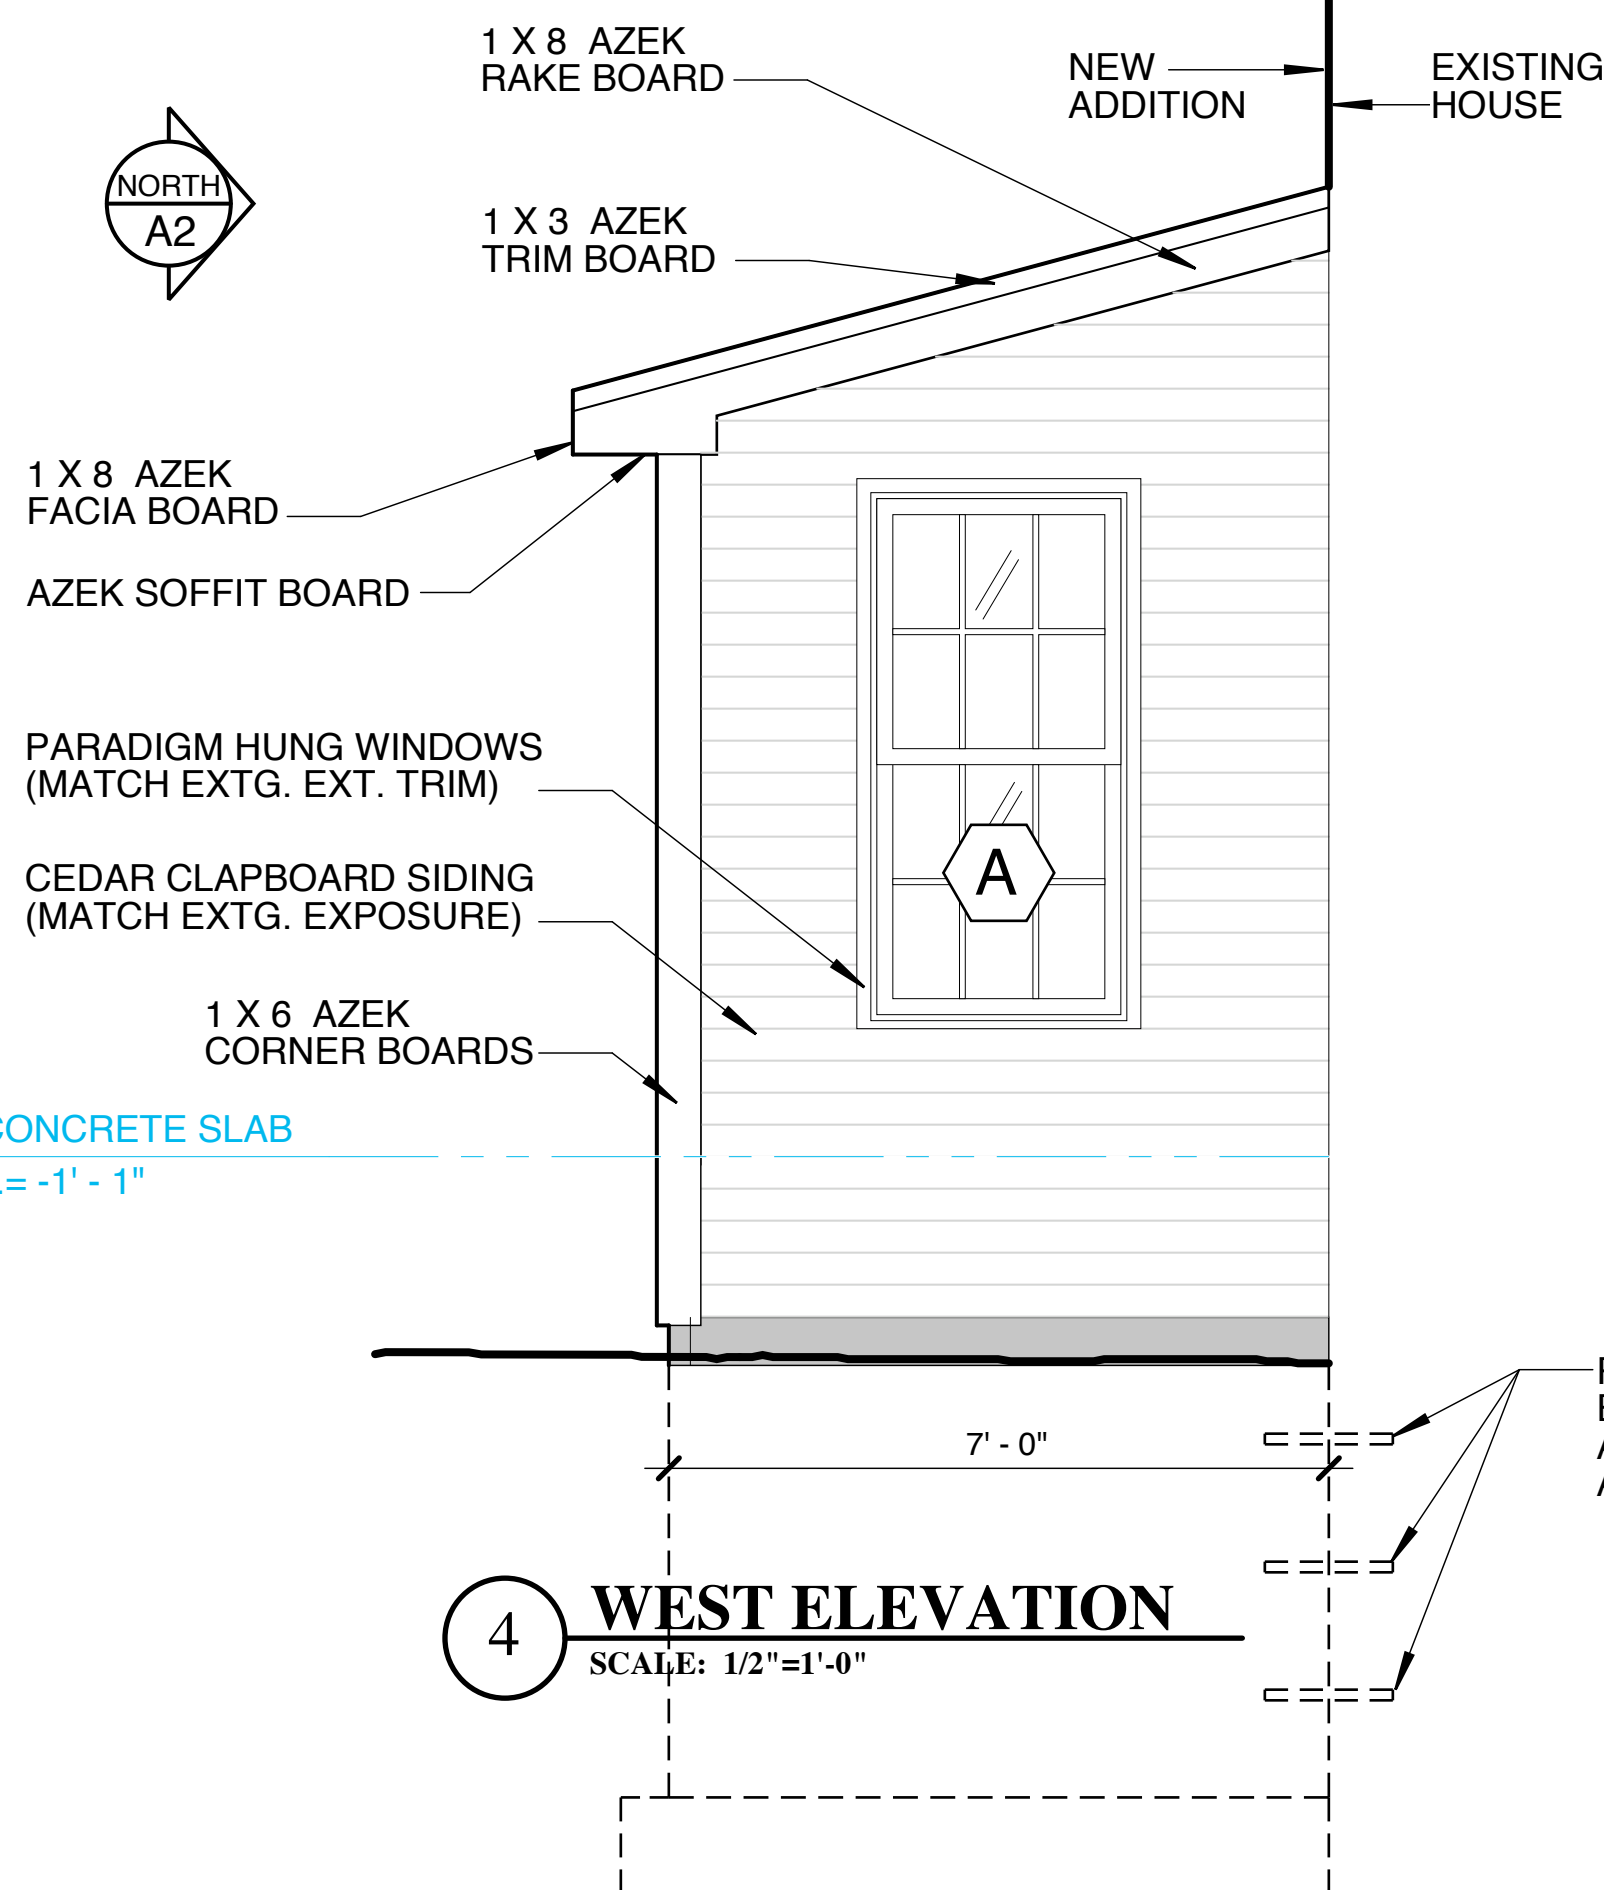 1 X 8 AZEK
RAKE BOARD
NEW
ADDITION
EXISTING
HOUSE
NORTH
A2
1 X 3 AZEK
TRIM BOARD
1 X 8 AZEK
FACIA BOARD
AZEK SOFFIT BOARD
PARADIGM HUNG WINDOWS
(MATCH EXTG. EXT. TRIM)
A
CEDAR CLAPBOARD SIDING
(MATCH EXTG. EXPOSURE)
1 X 6 AZEK
CORNER BOARDS
CONCRETE SLAB
.= -1' - 1"
7' - 0"
4
WEST ELEVATION
SCALE: 1/2"=1'-0"